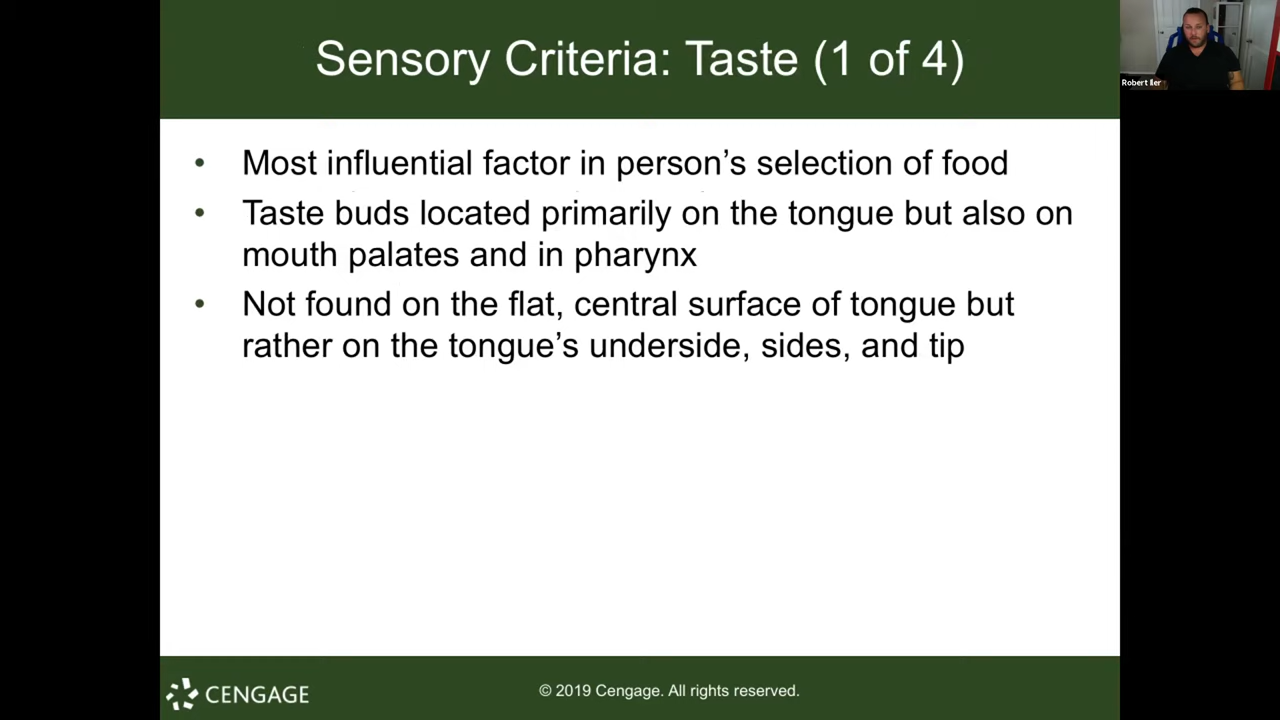 Sensory Criteria: Taste (1 of 4)
Robert Iler
• Most influential factor in person’s selection of food
• Taste buds located primarily on the tongue but also on
mouth palates and in pharynx
• Not found on the flat, central surface of tongue but
rather on the tongue’s underside, sides, and tip
CENGAGE
© 2019 Cengage. All rights reserved.